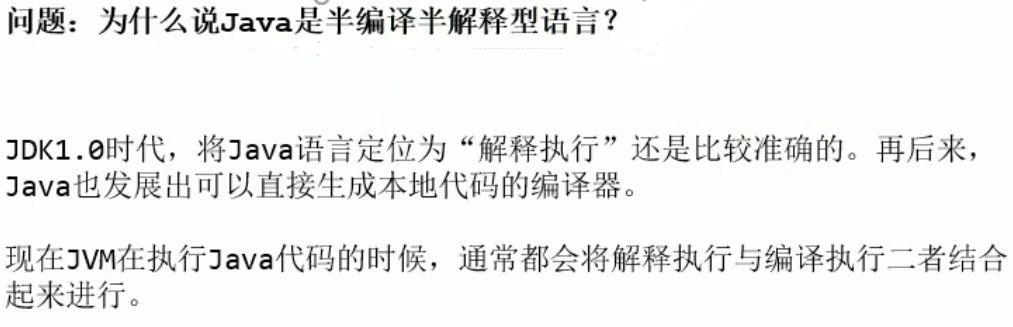 问题：为什么说Java是半编译半解释型语言？
JDK1.0时代，将Java语言定位为“解释执行”还是比较准确的。再后来，
Java也发展出可以直接生成本地代码的编译器。
现在JVM在执行Java代码的时候，通常都会将解释执行与编译执行二者结合
起来进行。